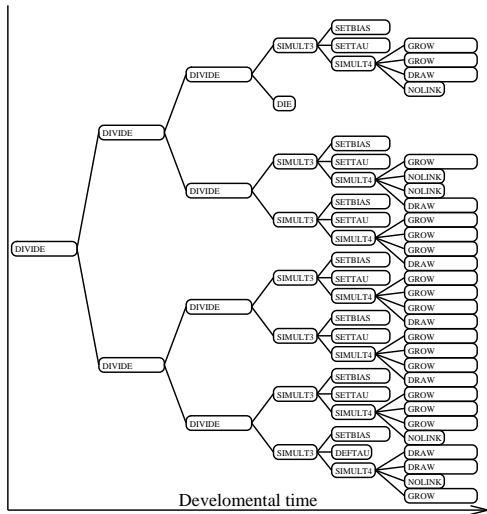 SETBIAS
SIMULT3
SETTAU
GROW
SIMULT4
GROW
DIVIDE
DRAW
NOLINK
DIE
DIVIDE
SETBIAS
SIMULT3
SETTAU
GROW
SIMULT4
NOLINK
DIVIDE
NOLINK
SETBIAS
DRAW
SIMULT3
SETTAU
GROW
SIMULT4
GROW
DIVIDE
GROW
SETBIAS
DRAW
SIMULT3
SETTAU
GROW
SIMULT4
GROW
DIVIDE
GROW
SETBIAS
DRAW
SIMULT3
SETTAU
GROW
SIMULT4
GROW
DIVIDE
GROW
SETBIAS
DRAW
SIMULT3
SETTAU
GROW
SIMULT4
GROW
DIVIDE
GROW
SETBIAS
NOLINK
SIMULT3
DEFTAU
DRAW
SIMULT4
DRAW
NOLINK
GROW
Develomental time